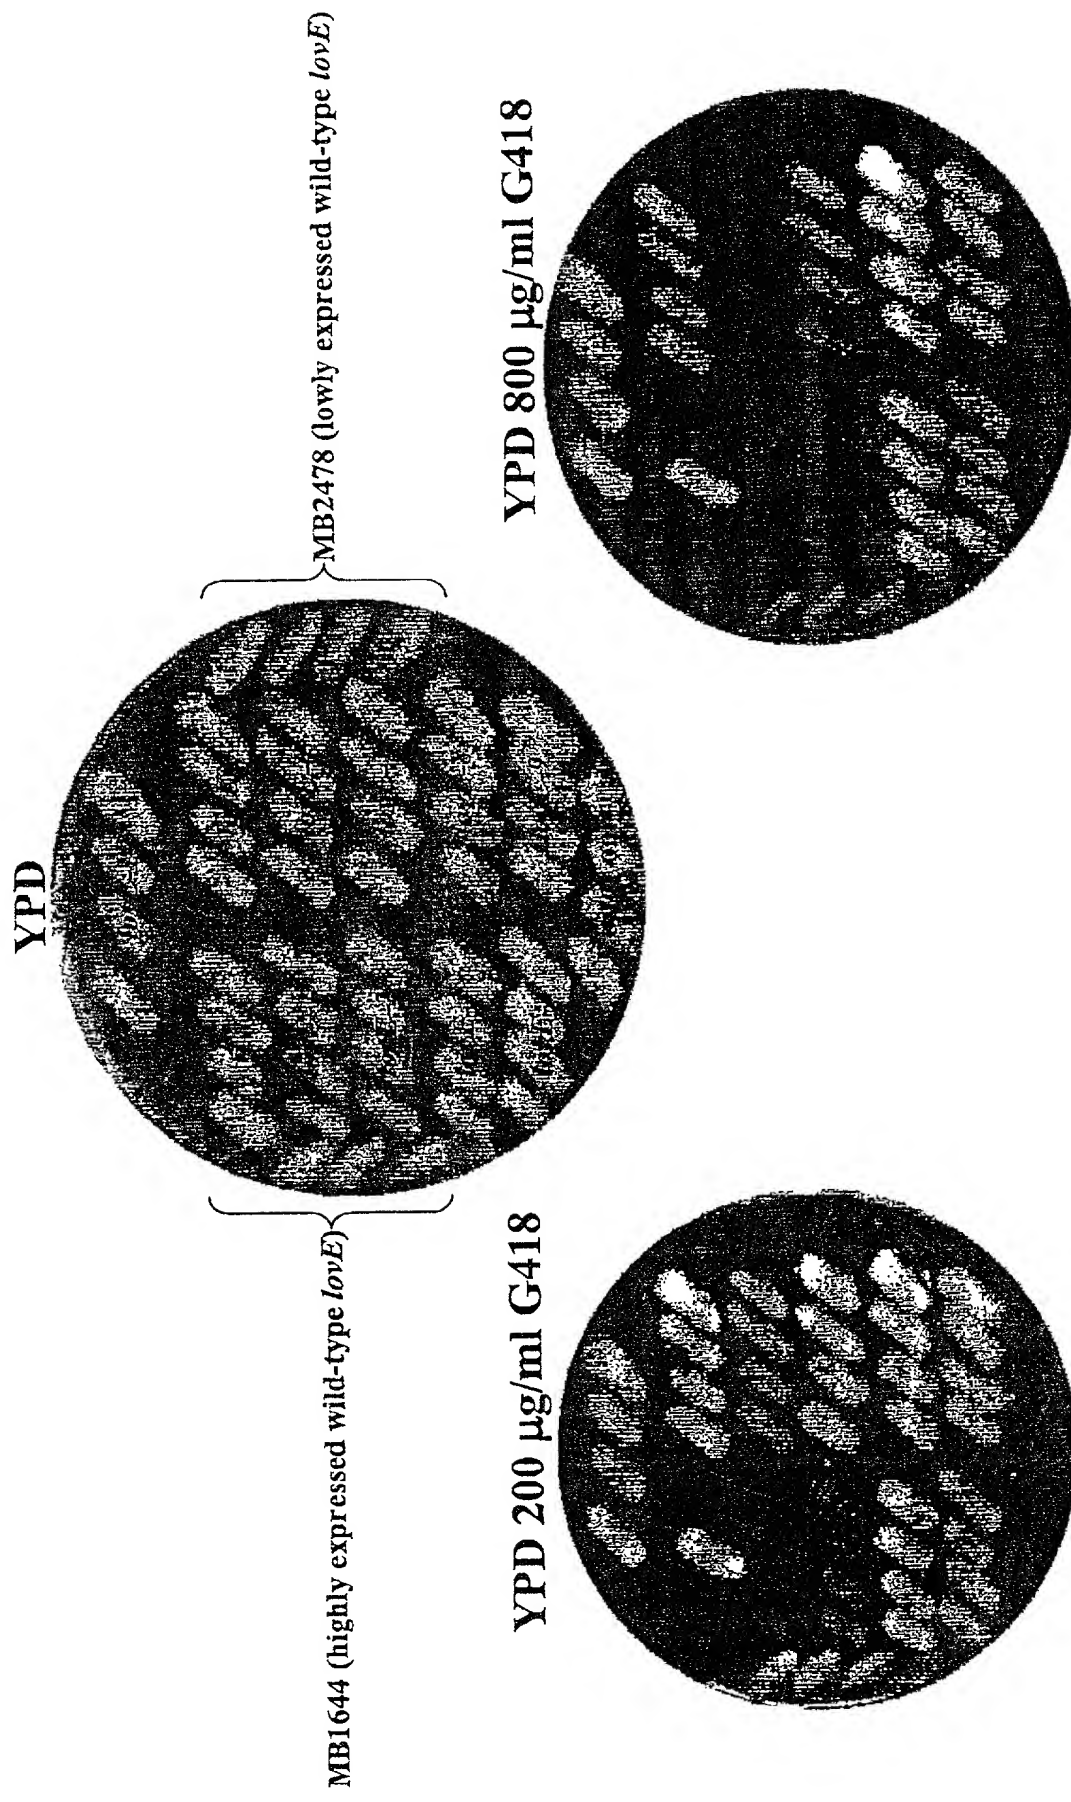 YPD
MB1644 (highly expressed wild-type lovE)
MB2478 (lowly expressed wild-type lovE)
YPD 200 µg/ml G418
YPD 800 µg/ml G418